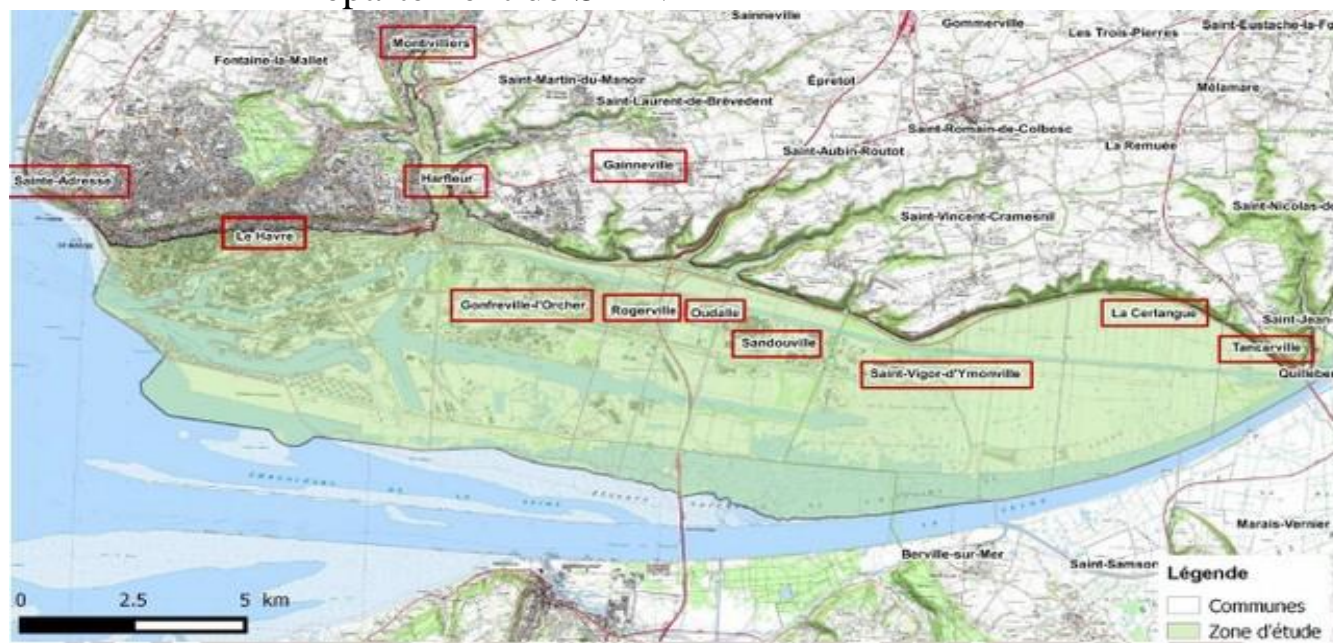 Sainneville
Gommerville
Saint-Eustache-la-Fo
Les Trois-Pierres
Montivilliers
Fontaine-la-Mallet
Saint-Martin-du-Manoir
Épretot
Mélamare
Saint-Laurent-de-Brèvedent
Saint-Romain-de-Colbosc
La Remuée
Saint-Aubin-Routot
Gainneville
Sainte-Adresse
Harfleur
Saint-Nicolas-de
Saint-Vincent-Cramesnil
Le Havre
Gonfreville-l'Orcher
Rogerville
Oudalle
La Cerlangue
Saint-Jean-
Sandouville
Tancarville
Saint-Vigor-d'Ymonville
Quillebe
Marais-Vernier
Berville-sur-Mer
Saint-Samson
Légende
Communes
Zone d'étude
0 2.5 5 km